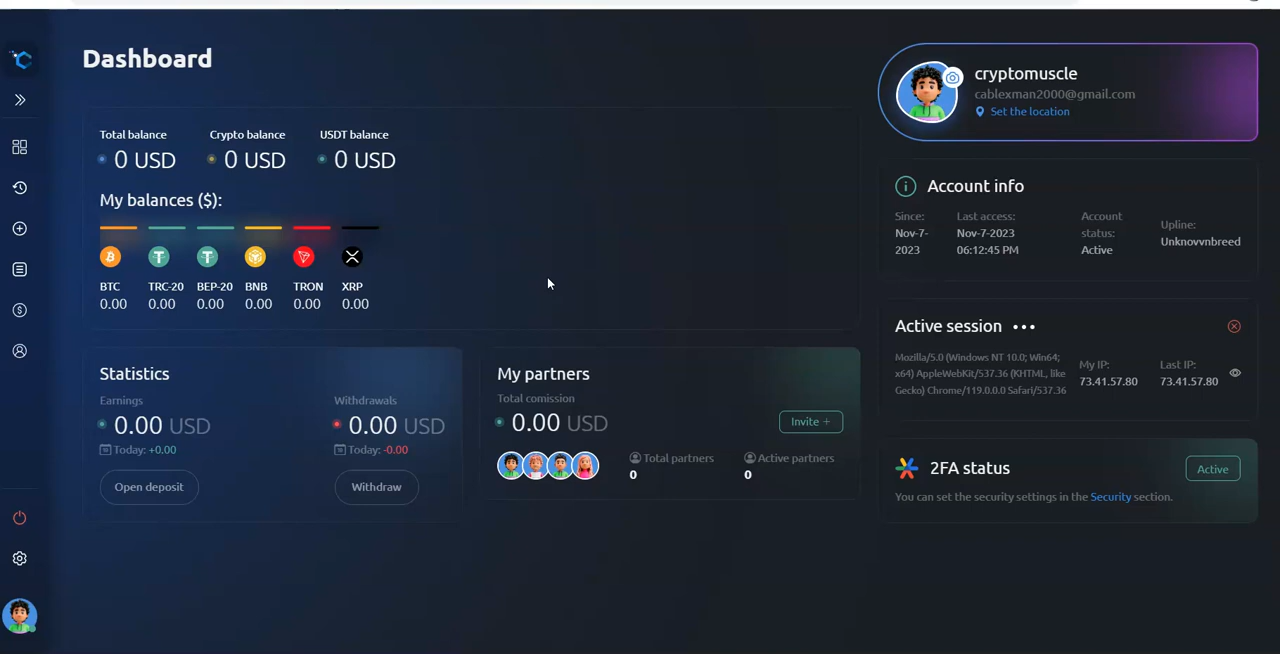 Dashboard
Total balance
0 USD
Crypto balance
0 USD
USDT balance
0 USD
My balances ($):
BTC
0.00
TRC-20
0.00
BEP-20
0.00
BNB
0.00
TRON
0.00
XRP
0.00
Statistics
Earnings
0.00 USD
Today: +0.00
Open deposit
Withdrawals
0.00 USD
Today: -0.00
Withdraw
My partners
Total comission
0.00 USD
Invite +
Total partners
0
Active partners
0
cryptomuscle
cablexman2000@gmail.com
Set the location
Account info
Since:
Nov-7-
2023
Last access:
Nov-7-2023
06:12:45 PM
Account
status:
Active
Upline:
Unknovvnbreed
Active session
Mozilla/5.0 (Windows NT 10.0; Win64;
x64) AppleWebKit/537.36 (KHTML, like
Gecko) Chrome/119.0.0.0 Safari/537.36
My IP:
73.41.57.80
Last IP:
73.41.57.80
2FA status
Active
You can set the security settings in the Security section.